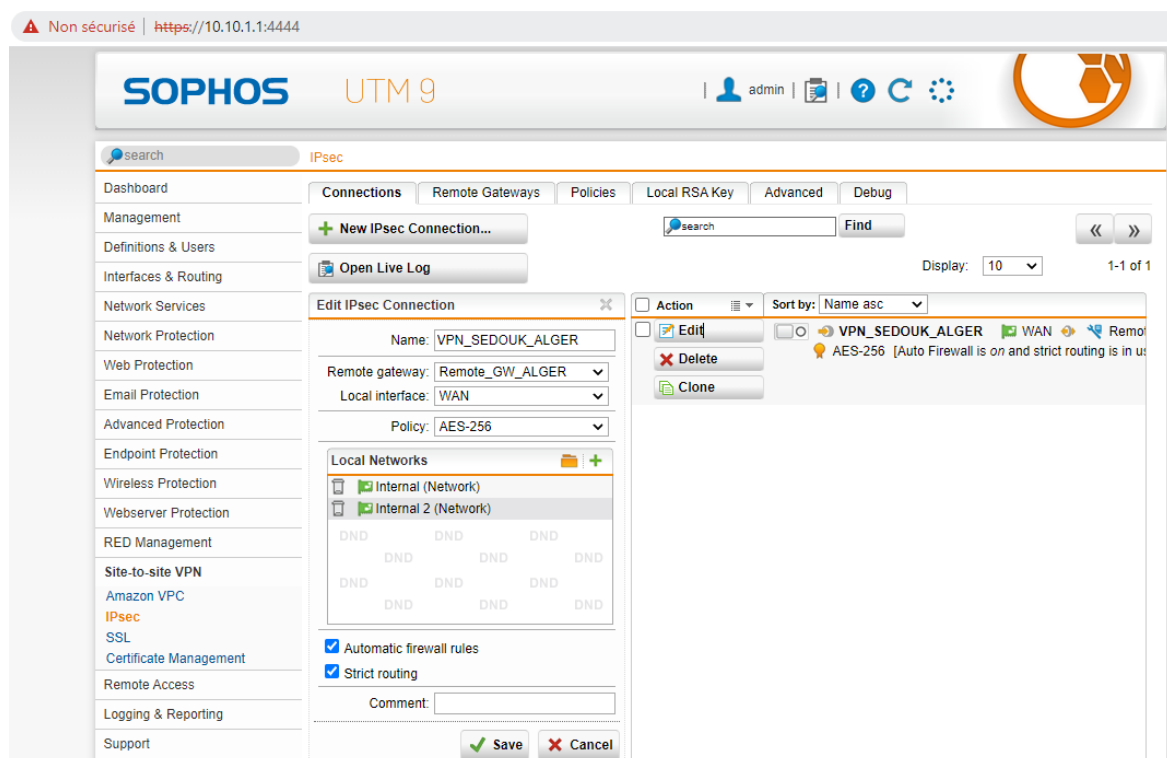 Non sécurisé | https://10.10.1.1:4444
SOPHOS UTM 9
| admin | | ?
search
Dashboard
Management
Definitions & Users
Interfaces & Routing
Network Services
Network Protection
Web Protection
Email Protection
Advanced Protection
Endpoint Protection
Wireless Protection
Webserver Protection
RED Management
Site-to-site VPN
Amazon VPC
IPsec
SSL
Certificate Management
Remote Access
Logging & Reporting
Support
IPsec
Connections Remote Gateways Policies Local RSA Key Advanced Debug
+ New IPsec Connection...
search Find « »
Open Live Log
Display: 10 1-1 of 1
Edit IPsec Connection
Name: VPN_SEDOUK_ALGER
Remote gateway: Remote_GW_ALGER
Local interface: WAN
Policy: AES-256
Local Networks
Internal (Network)
Internal 2 (Network)
DND DND DND
DND DND DND
DND DND DND
DND DND DND
Automatic firewall rules
Strict routing
Comment:
Save Cancel
Action Sort by: Name asc
Edit VPN_SEDOUK_ALGER WAN Remo
Delete AES-256 [Auto Firewall is on and strict routing is in us
Clone